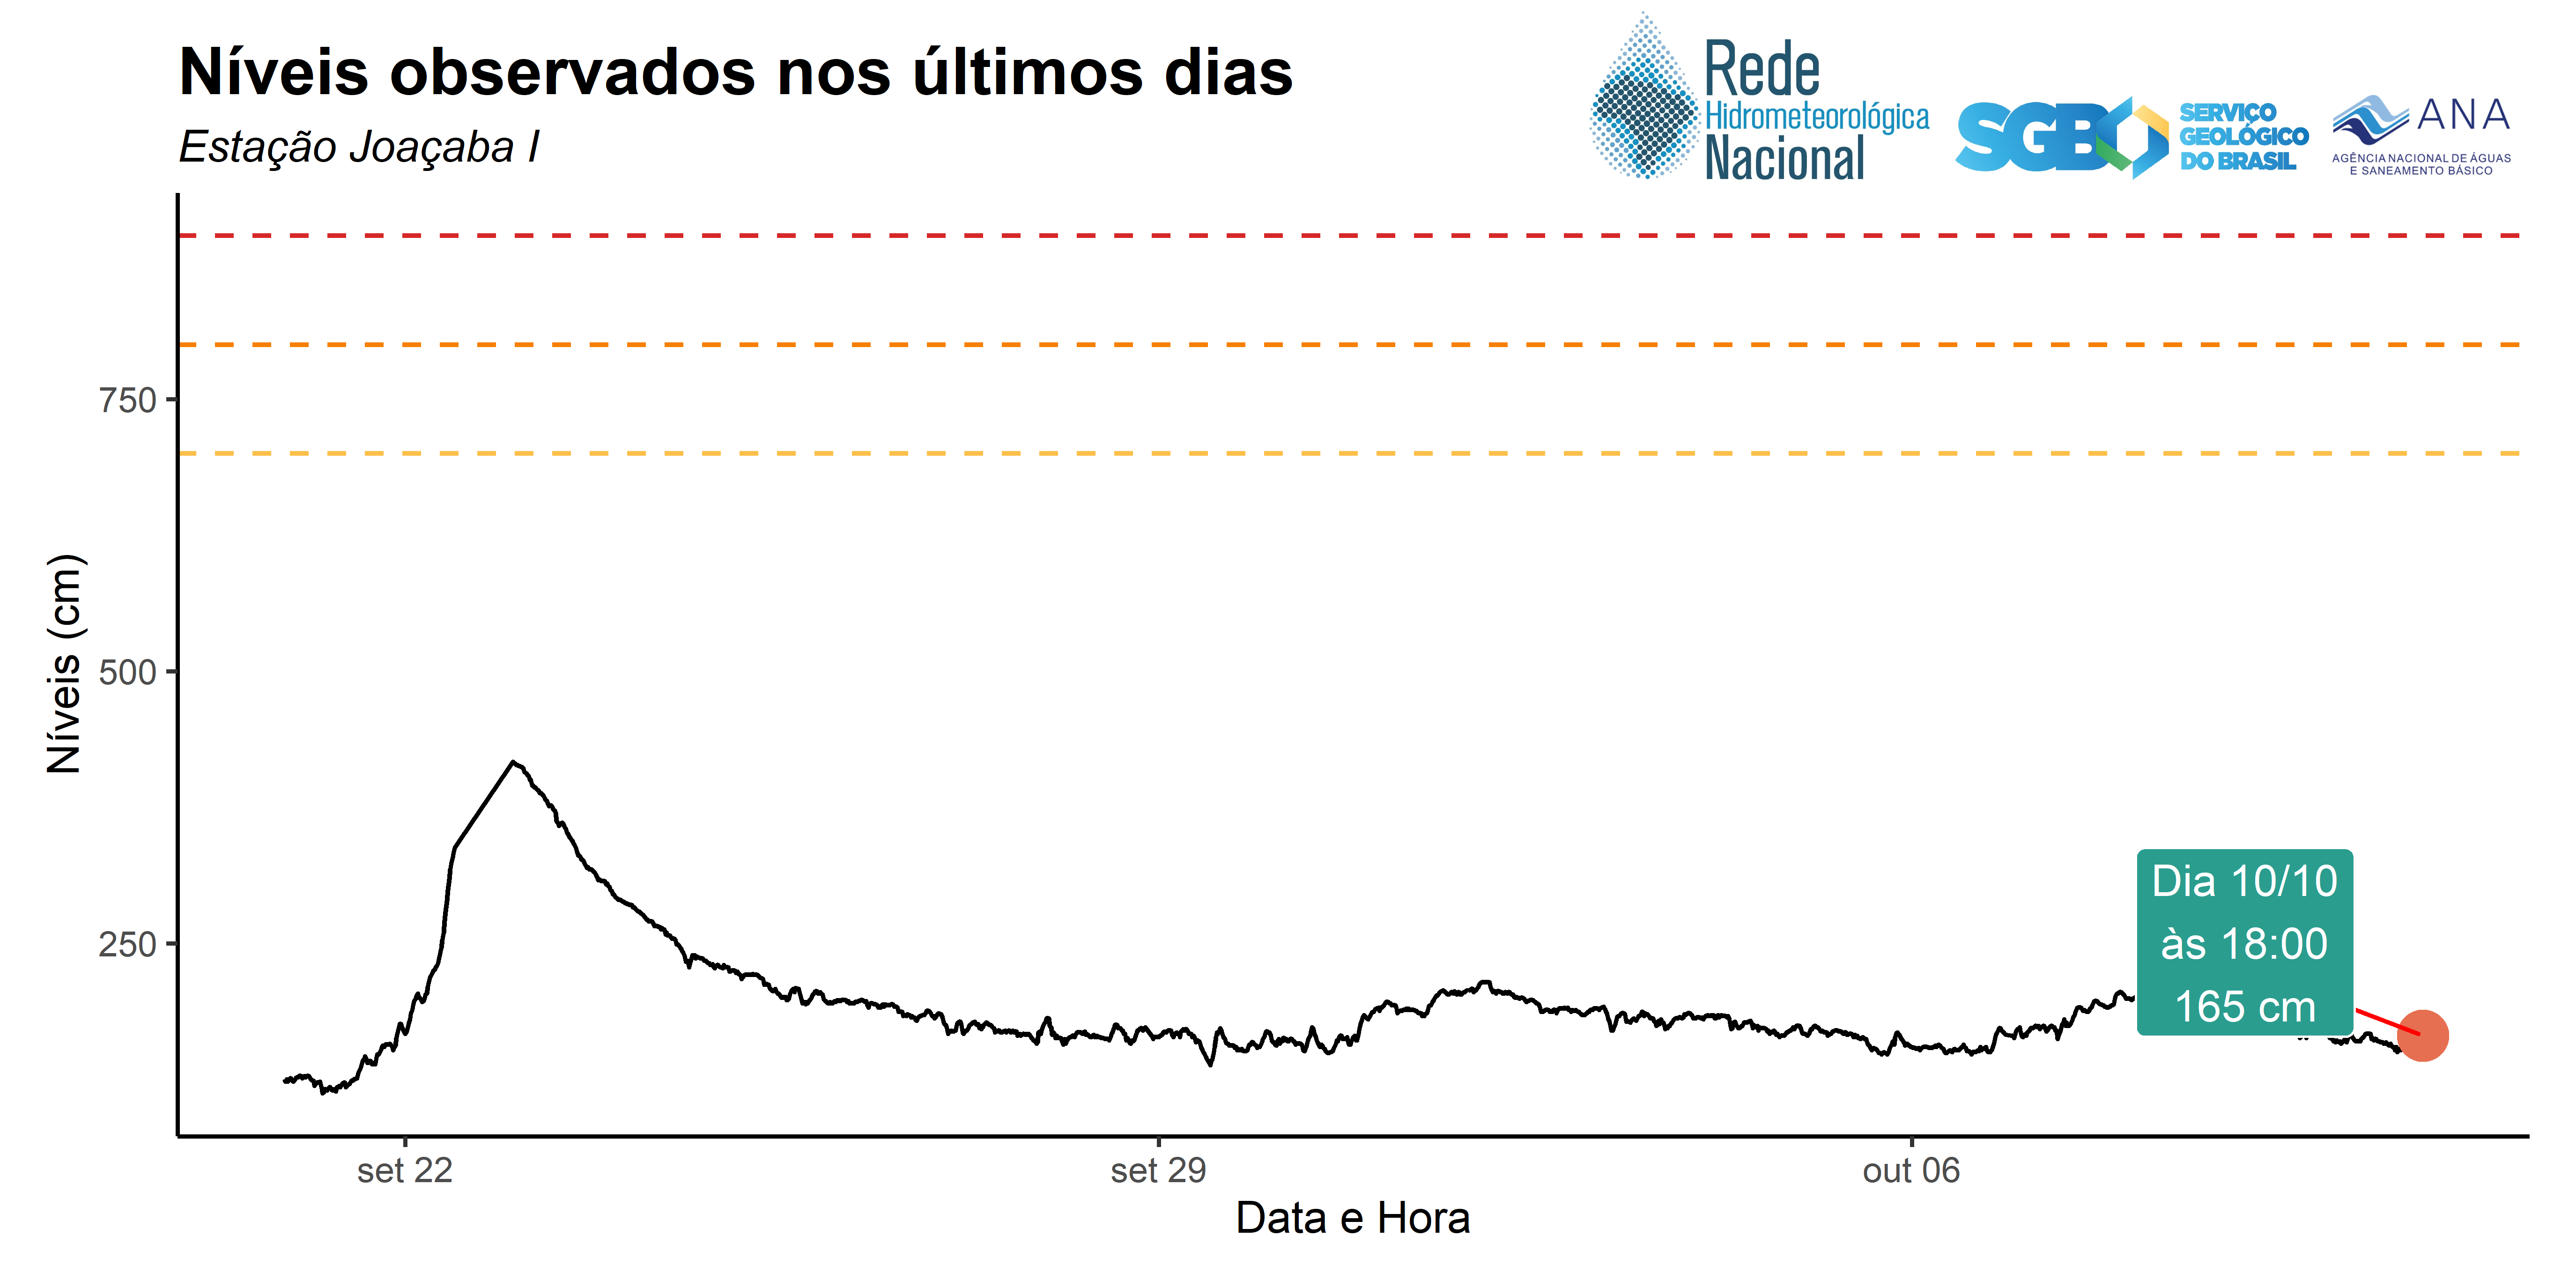 Níveis observados nos últimos dias
Estação Joaçaba I
Rede
Hidrometeorológica
Nacional
SGB
SERVIÇO
GEOLÓGICO
DO BRASIL
ANA
AGÊNCIA NACIONAL DE ÁGUAS
E SANEAMENTO BÁSICO
Níveis (cm)
750
500
250
Dia 10/10
às 18:00
165 cm
set 22
set 29
out 06
Data e Hora